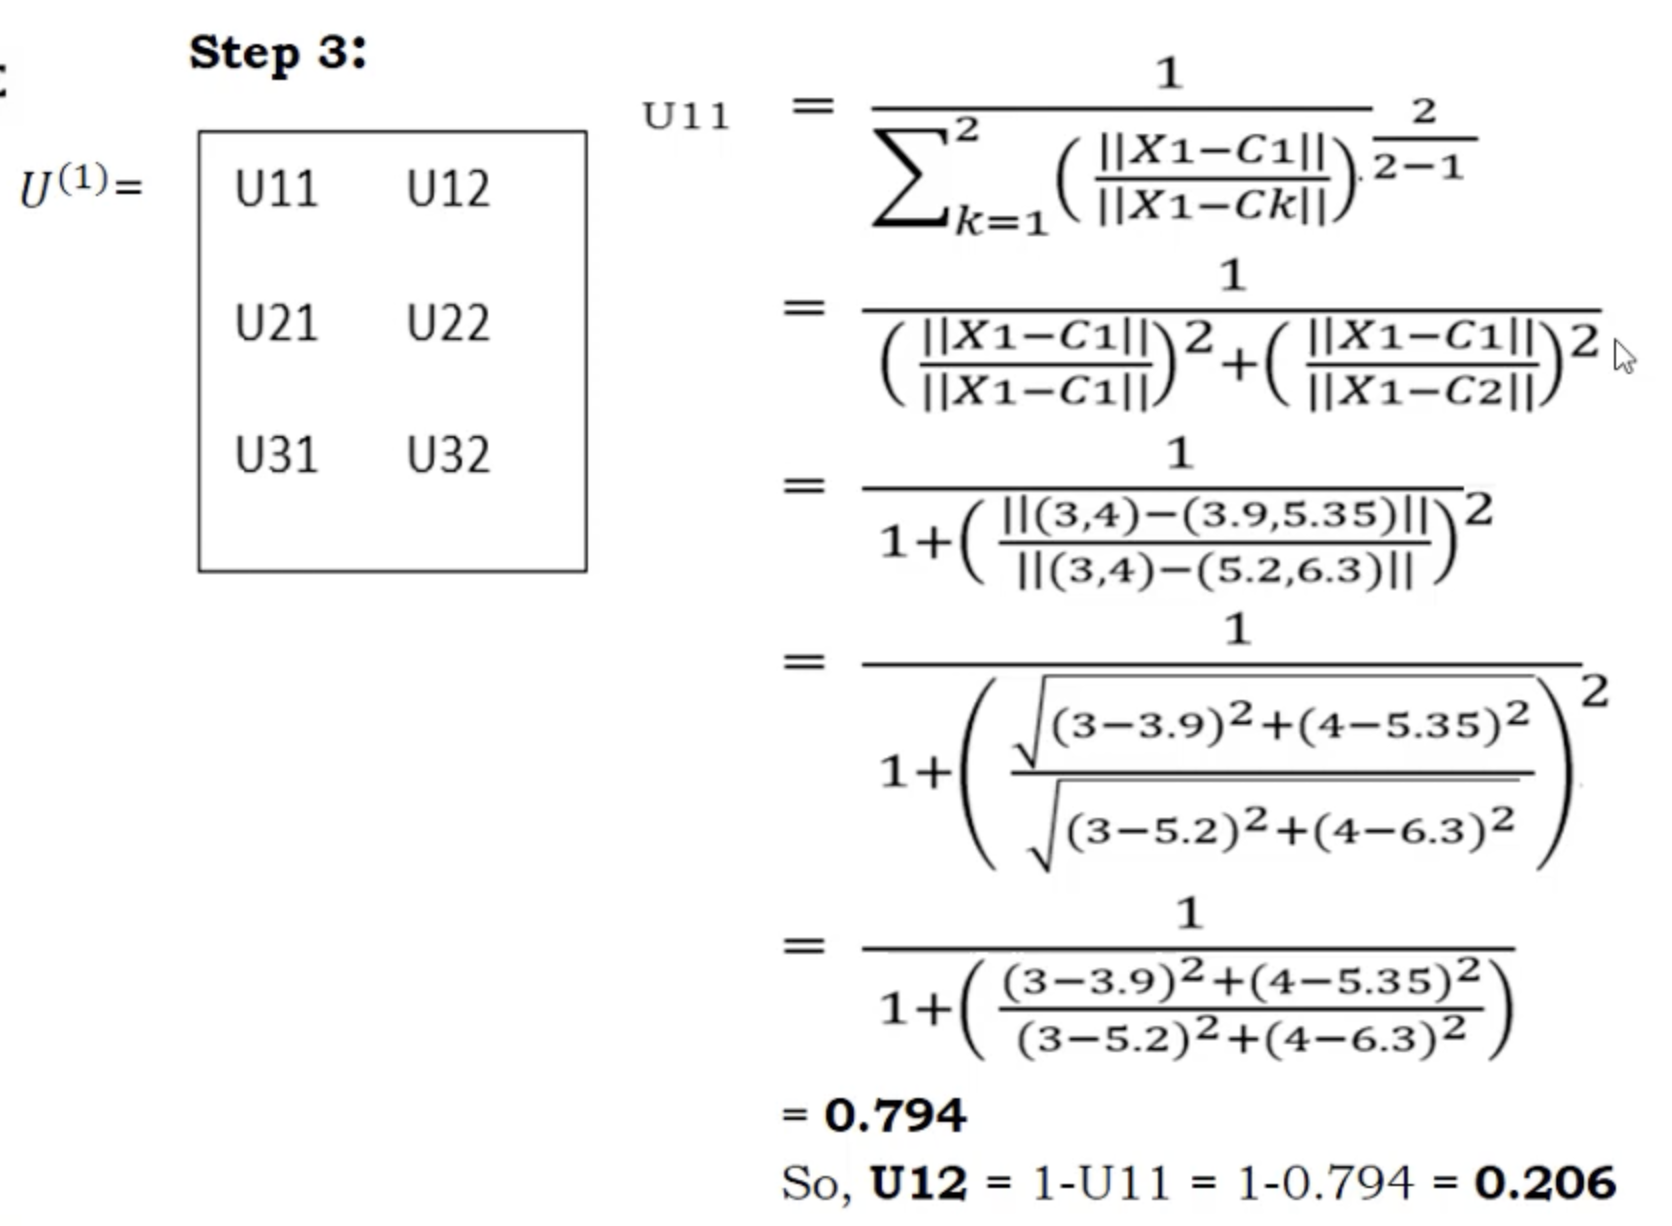 Step 3:
U^{(1)}=
U11 U12
U21 U22
U31 U32
U11 = \frac{1}{\sum_{k=1}^{2} \left( \frac{||X1-C1||}{||X1-Ck||} \right)^{\frac{2}{2-1}}}
= \frac{1}{\left( \frac{||X1-C1||}{||X1-C1||} \right)^2 + \left( \frac{||X1-C1||}{||X1-C2||} \right)^2}
= \frac{1}{1+\left( \frac{||(3,4)-(3.9,5.35)||}{||(3,4)-(5.2,6.3)||} \right)^2}
= \frac{1}{1+\left( \frac{\sqrt{(3-3.9)^2+(4-5.35)^2}}{\sqrt{(3-5.2)^2+(4-6.3)^2}} \right)^2}
= \frac{1}{1+\left( \frac{(3-3.9)^2+(4-5.35)^2}{(3-5.2)^2+(4-6.3)^2} \right)}
= 0.794
So, U12 = 1-U11 = 1-0.794 = 0.206